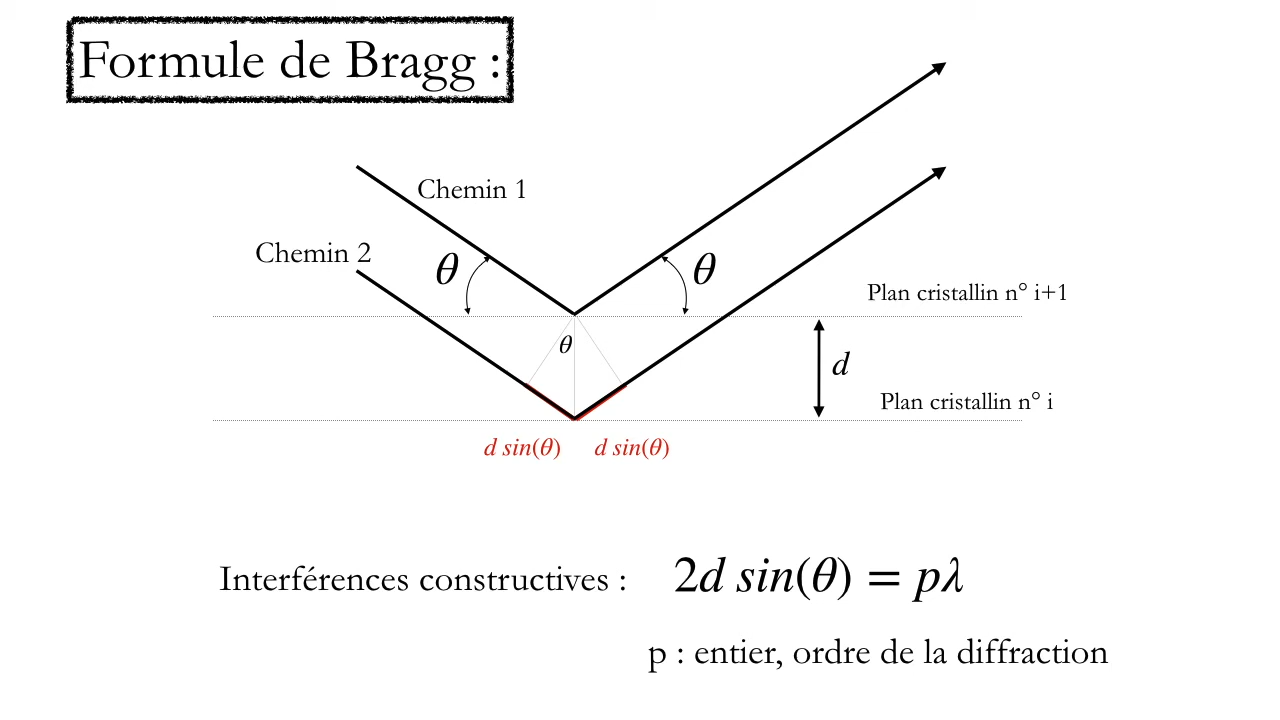 Formule de Bragg :
Chemin 1
Chemin 2
θ
θ
Plan cristallin n° i+1
θ
d
Plan cristallin n° i
d sin(θ)
d sin(θ)
Interférences constructives :
2d sin(θ) = pλ
p : entier, ordre de la diffraction